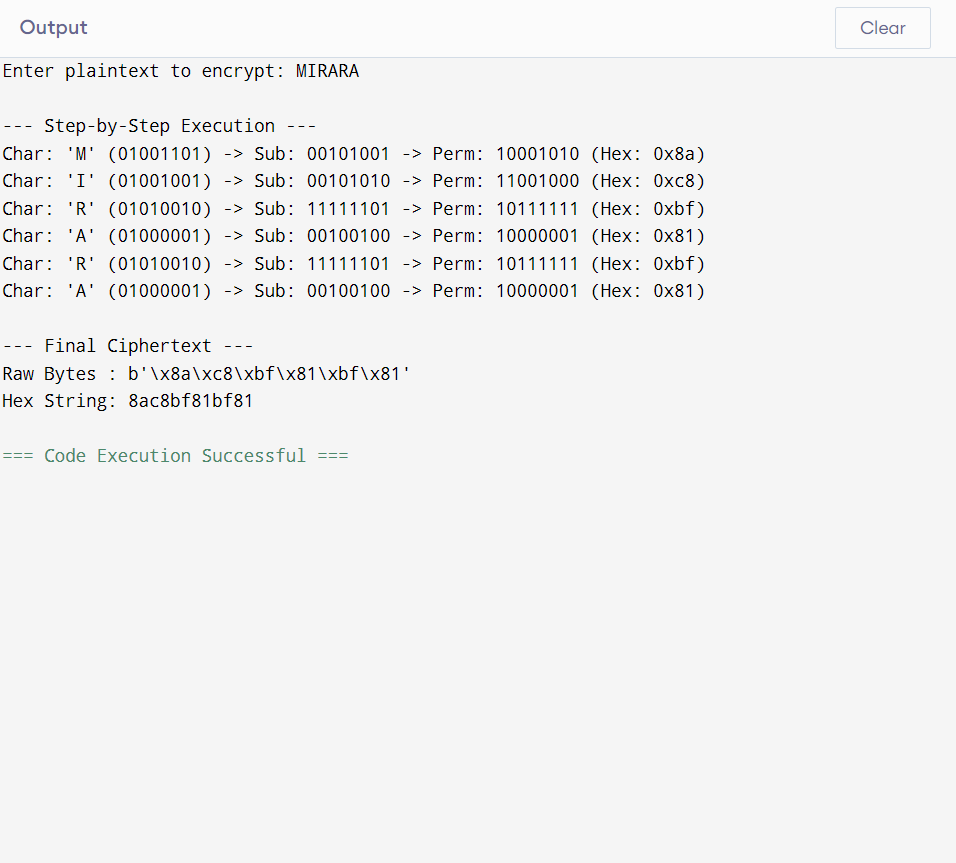 Output
Clear
Enter plaintext to encrypt: MIRARA
--- Step-by-Step Execution ---
Char: 'M' (01001101) -> Sub: 00101001 -> Perm: 10001010 (Hex: 0x8a)
Char: 'I' (01001001) -> Sub: 00101010 -> Perm: 11001000 (Hex: 0xc8)
Char: 'R' (01010010) -> Sub: 11111101 -> Perm: 10111111 (Hex: 0xbf)
Char: 'A' (01000001) -> Sub: 00100100 -> Perm: 10000001 (Hex: 0x81)
Char: 'R' (01010010) -> Sub: 11111101 -> Perm: 10111111 (Hex: 0xbf)
Char: 'A' (01000001) -> Sub: 00100100 -> Perm: 10000001 (Hex: 0x81)
--- Final Ciphertext ---
Raw Bytes : b'\x8a\xc8\xbf\x81\xbf\x81'
Hex String: 8ac8bf81bf81
=== Code Execution Successful ===